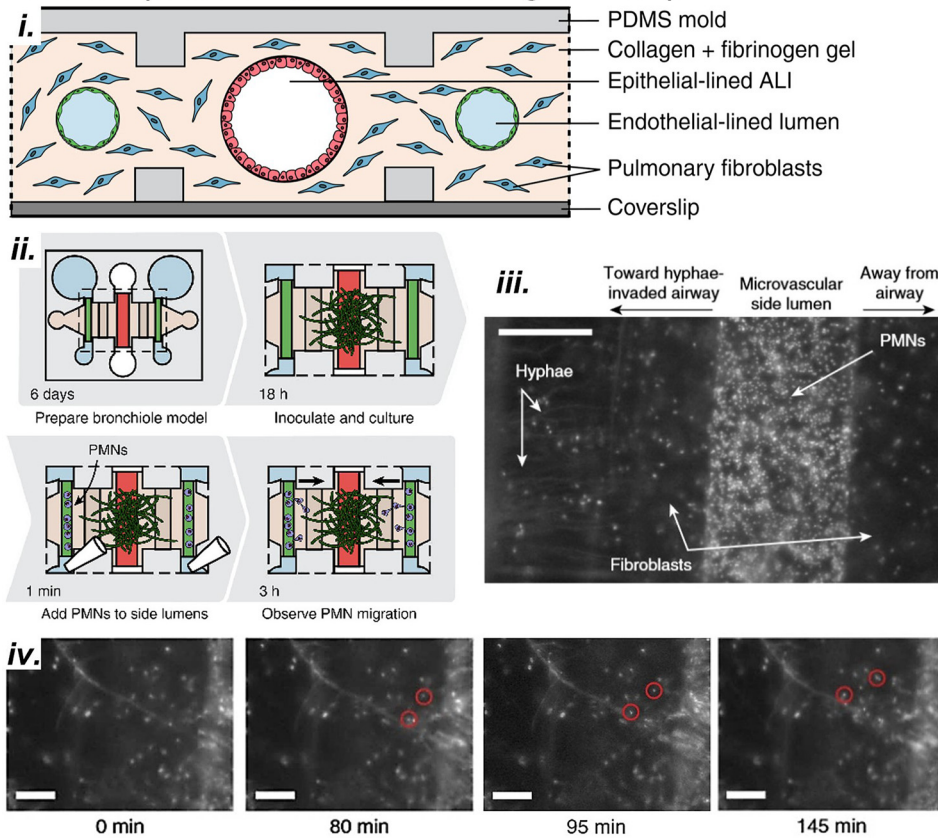 i.
PDMS mold
Collagen + fibrinogen gel
Epithelial-lined ALI
Endothelial-lined lumen
Pulmonary fibroblasts
Coverslip
ii.
6 days
Prepare bronchiole model
18 h
Inoculate and culture
PMNs
1 min
Add PMNs to side lumens
3 h
Observe PMN migration
iii.
Toward hyphae-
invaded airway
Microvascular
side lumen
Away from
airway
PMNs
Hyphae
Fibroblasts
iv.
0 min
80 min
95 min
145 min